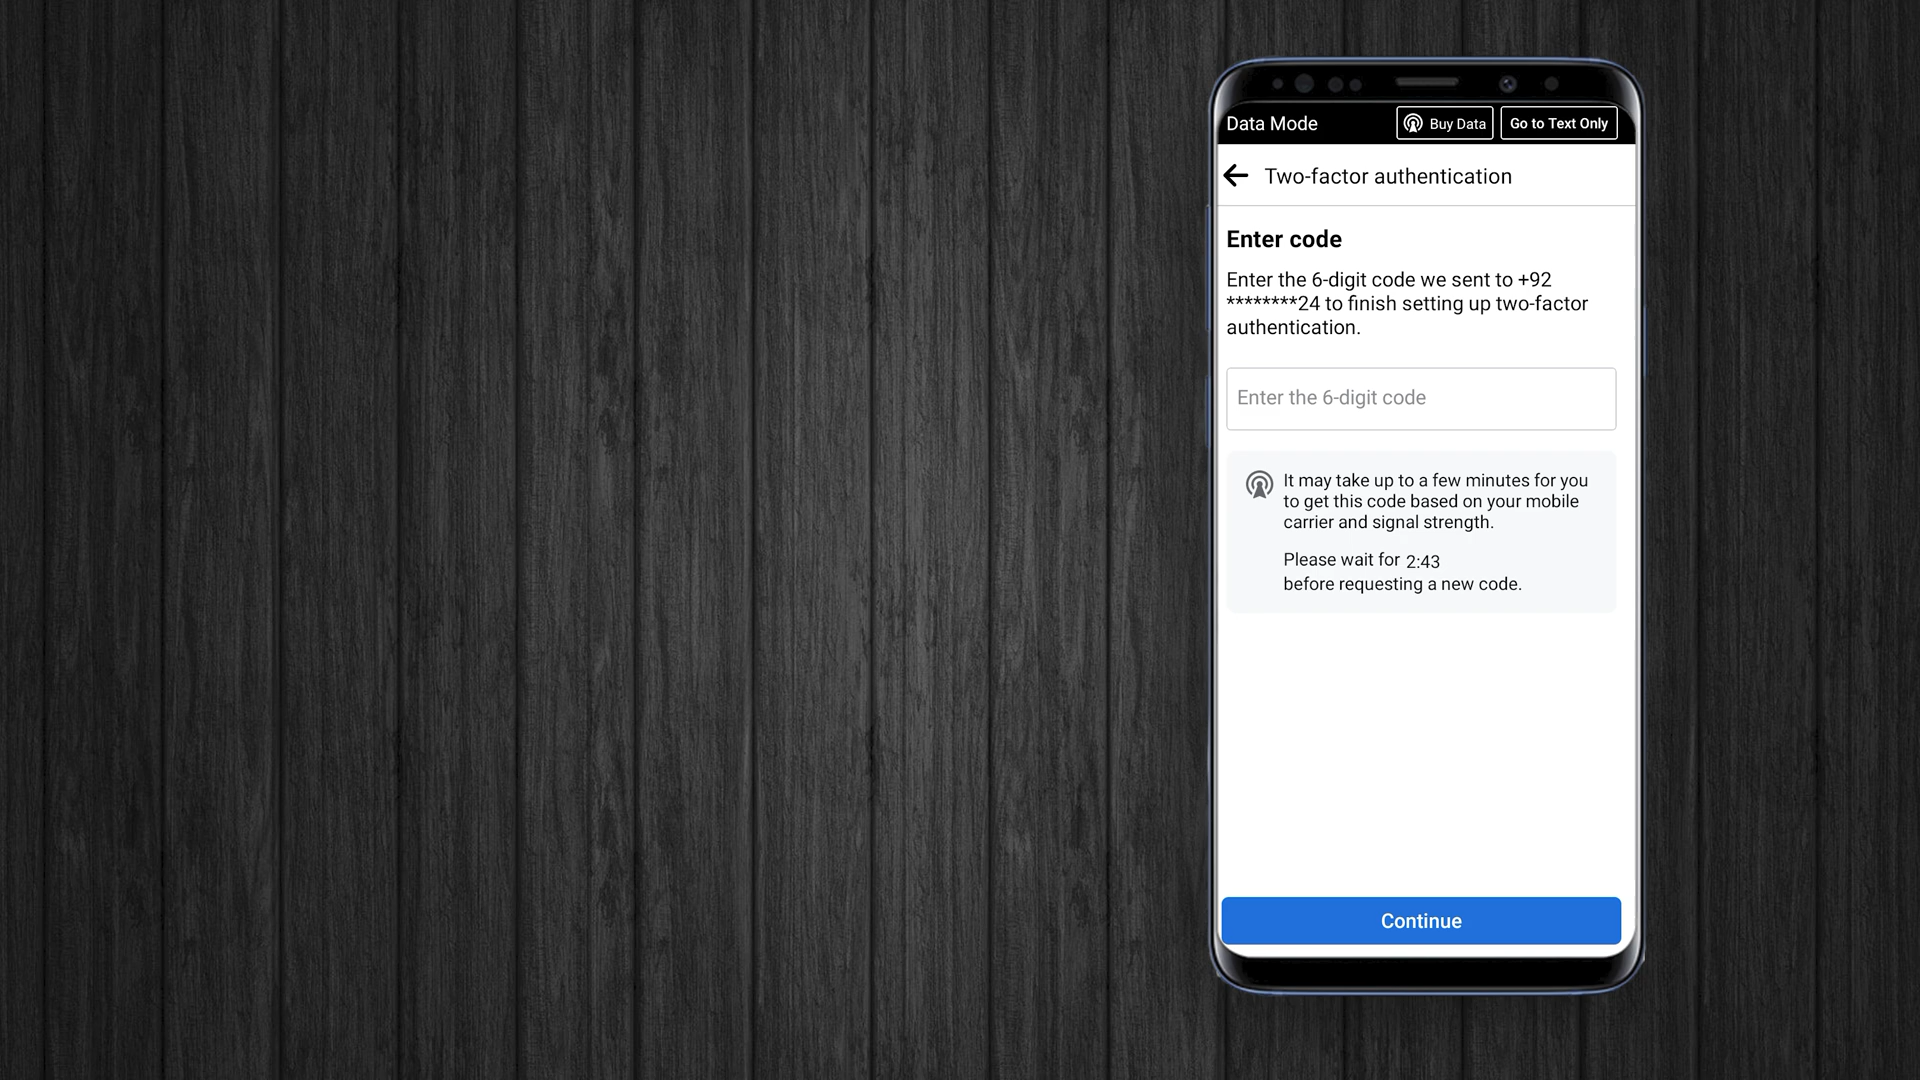 Data Mode
Buy Data
Go to Text Only
Two-factor authentication
Enter code
Enter the 6-digit code we sent to +92
********24 to finish setting up two-factor
authentication.
Enter the 6-digit code
It may take up to a few minutes for you
to get this code based on your mobile
carrier and signal strength.
Please wait for 2:43
before requesting a new code.
Continue